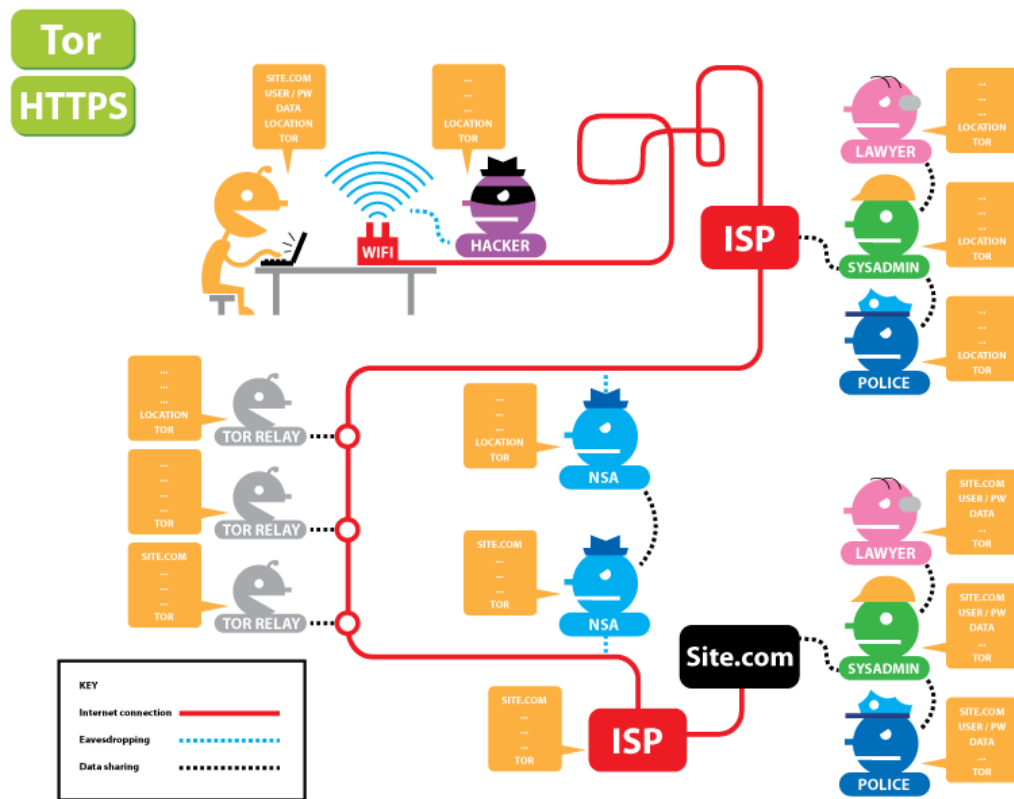 Tor
HTTPS
SITE.COM
USER / PW
DATA
LOCATION
TOR
...
...
...
LOCATION
TOR
WIFI
HACKER
ISP
...
...
...
LOCATION
TOR
LAWYER
...
...
...
LOCATION
TOR
SYSADMIN
...
...
...
LOCATION
TOR
POLICE
...
...
...
LOCATION
TOR
TOR RELAY
...
...
...
...
TOR
TOR RELAY
SITE.COM
...
...
...
TOR
TOR RELAY
...
...
...
LOCATION
TOR
NSA
SITE.COM
...
...
...
TOR
NSA
SITE.COM
USER / PW
DATA
...
TOR
LAWYER
SITE.COM
USER / PW
DATA
...
TOR
SYSADMIN
SITE.COM
USER / PW
DATA
...
TOR
POLICE
Site.com
SITE.COM
...
...
...
TOR
ISP
KEY
Internet connection
Eavesdropping
Data sharing